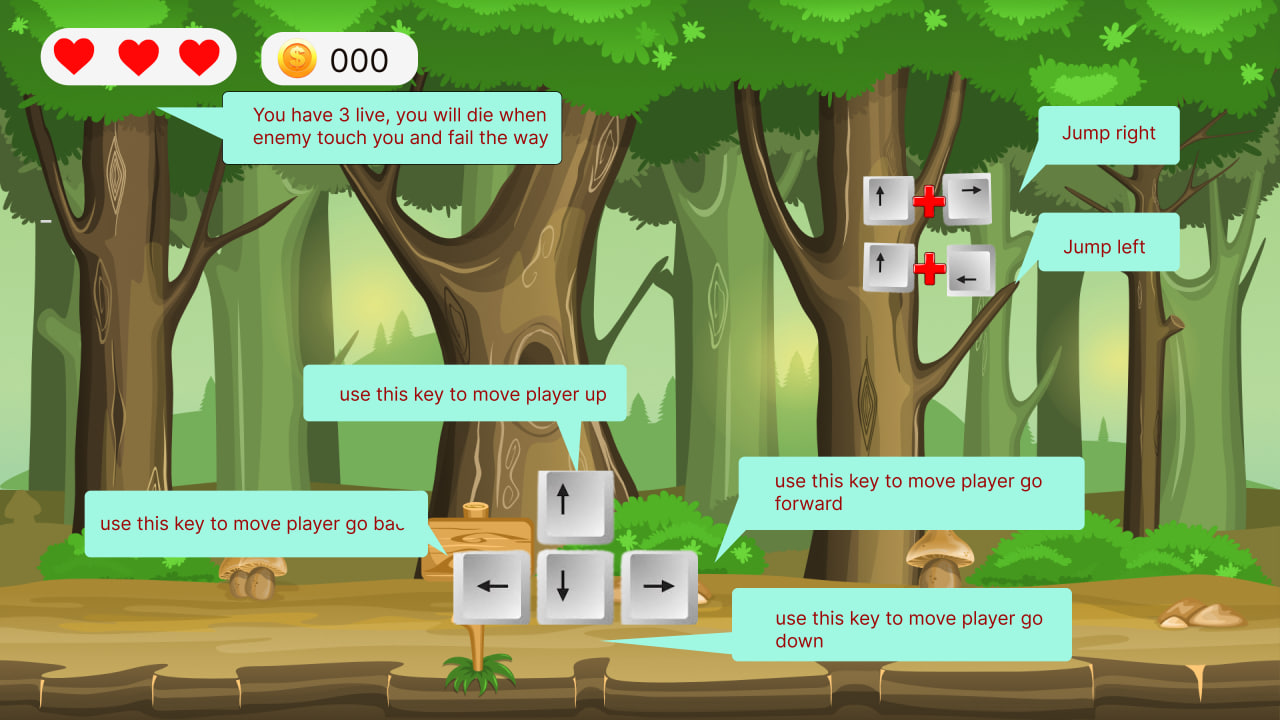 000
You have 3 live, you will die when
enemy touch you and fail the way
Jump right
Jump left
use this key to move player up
use this key to move player go
forward
use this key to move player go
use this key to move player go
down